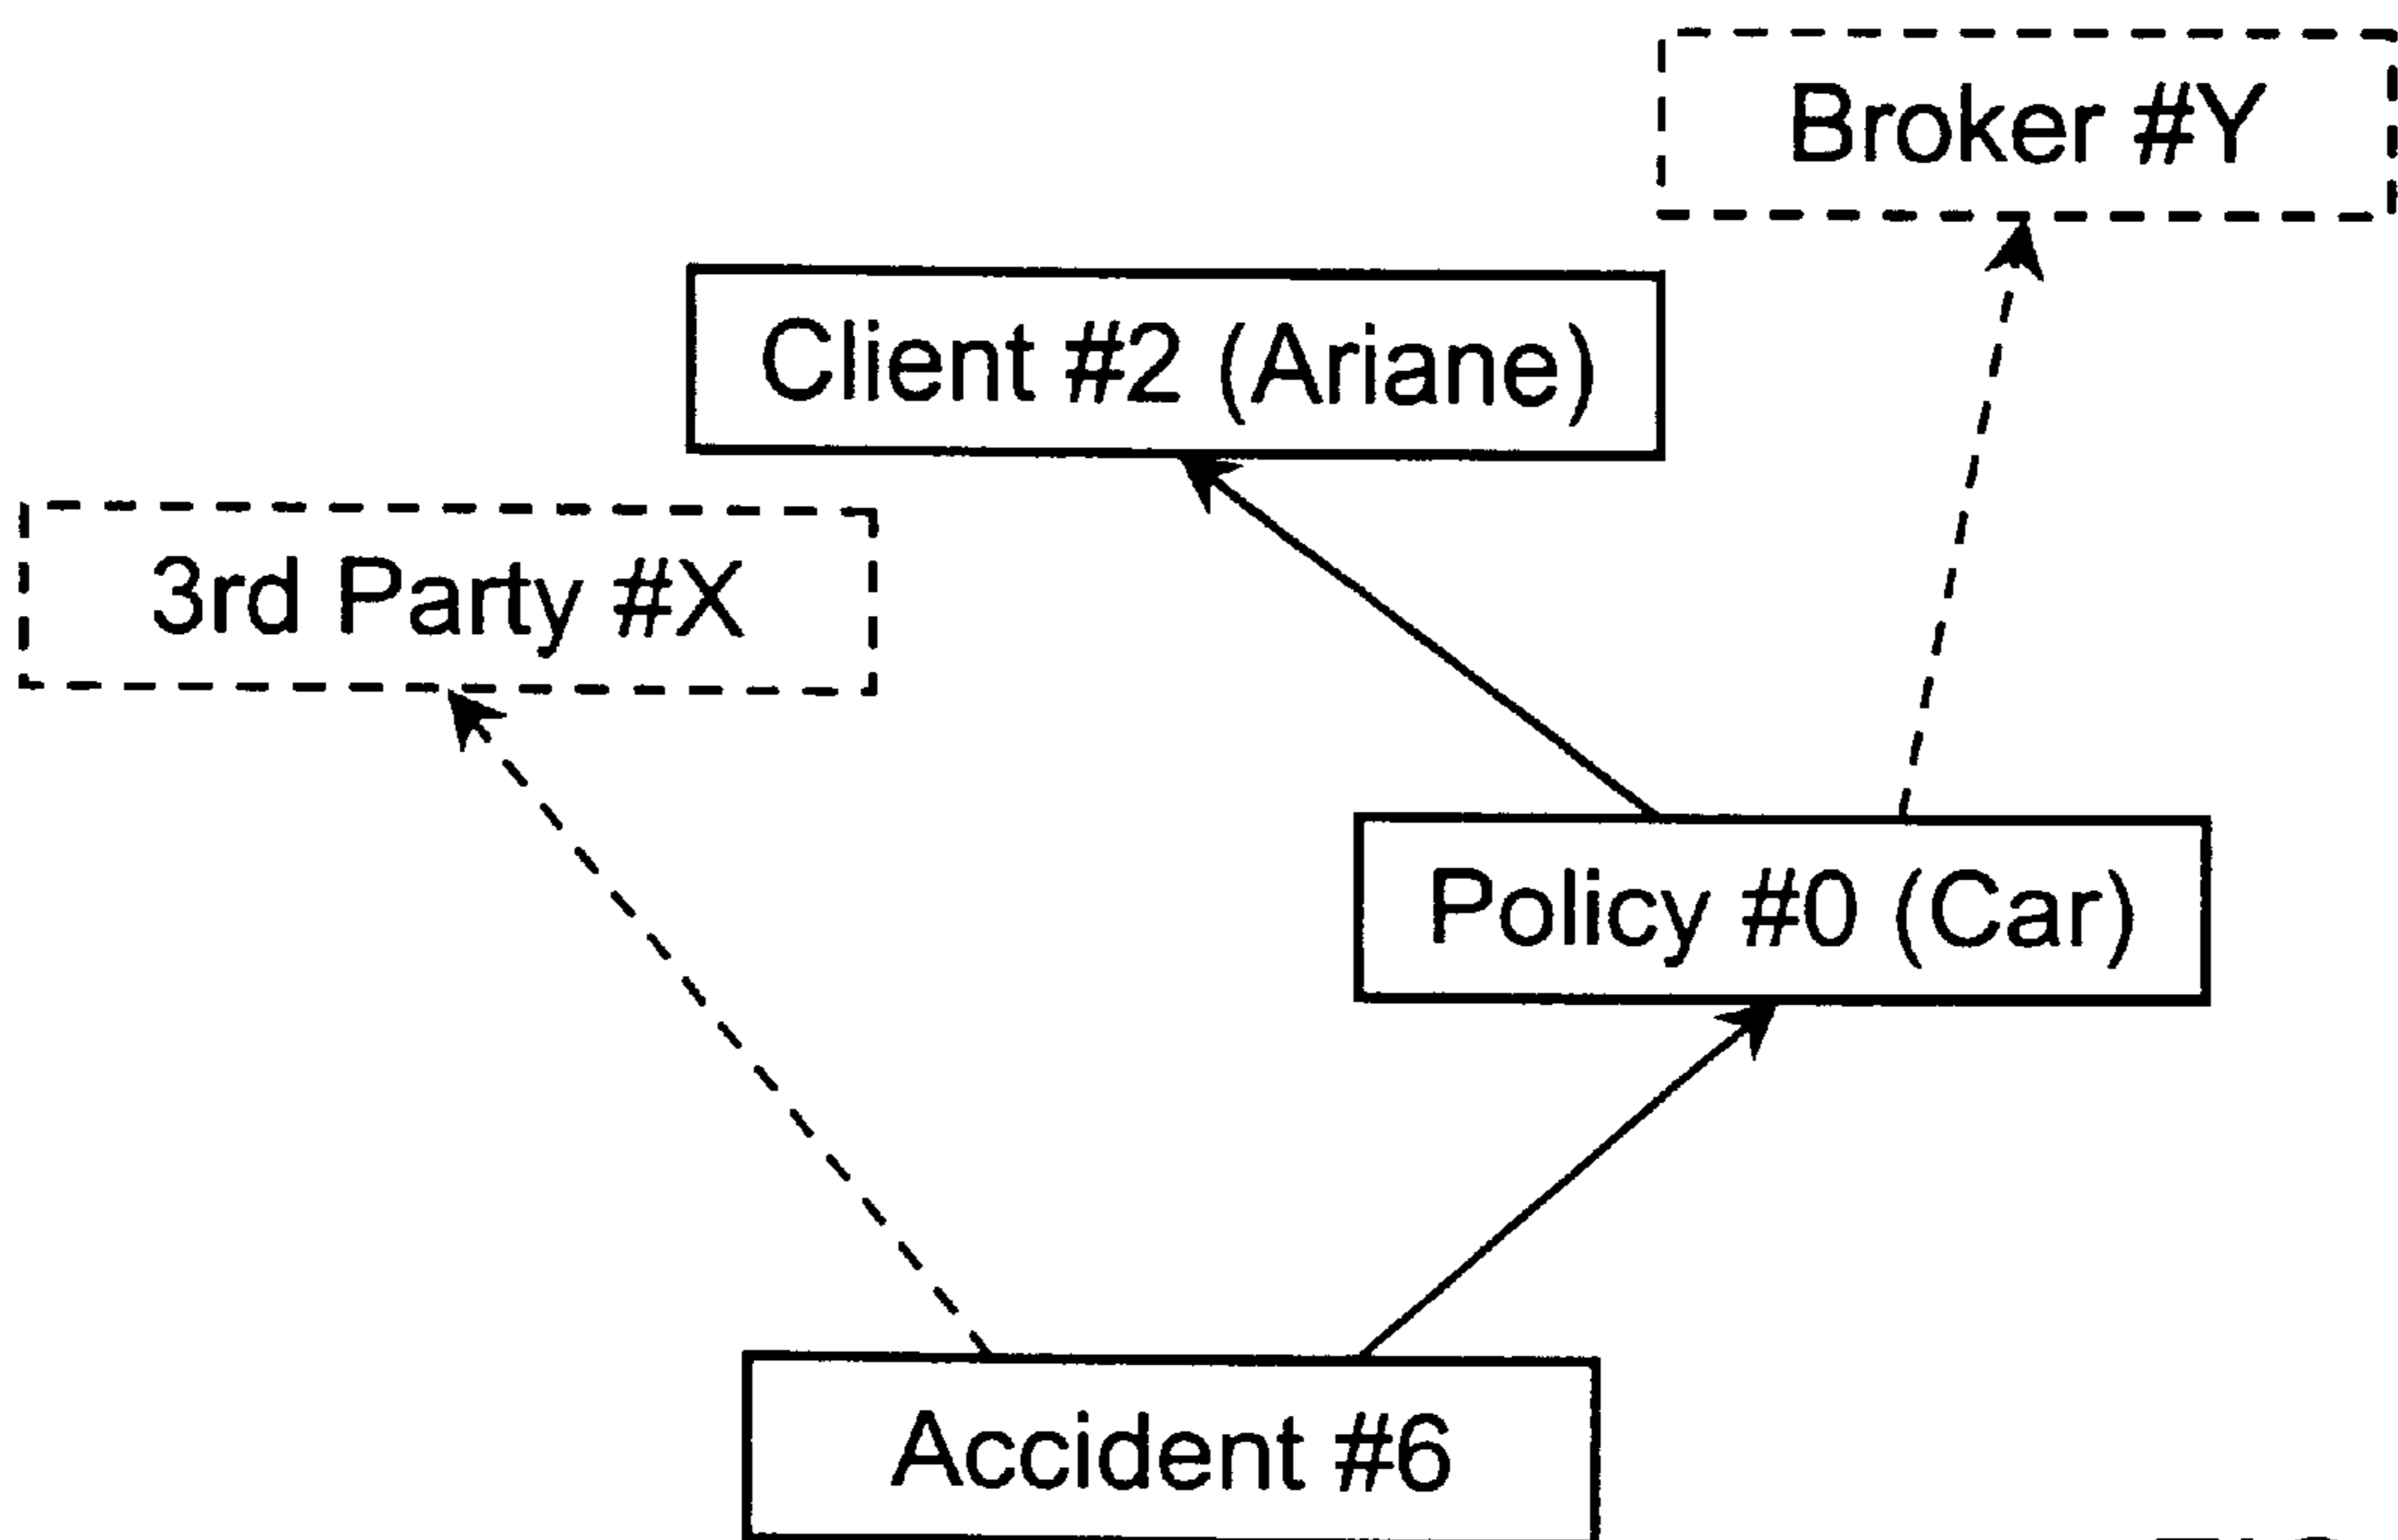 Broker #Y
Client #2 (Ariane)
3rd Party #X
Policy #0 (Car)
Accident #6